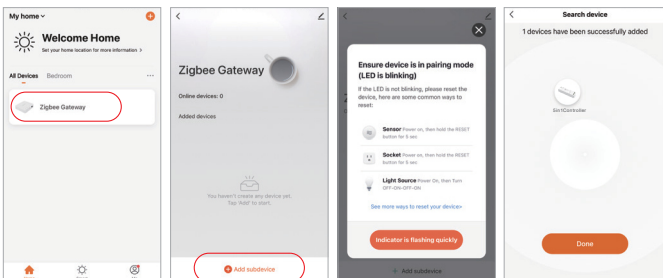 My home
Welcome Home
Set your home location for more information. >
All Devices Bedroom ...
Zigbee Gateway
Zigbee Gateway
Online devices: 0
Added devices
You haven't create any device yet.
Tap 'Add' to start.
Add subdevice
Ensure device is in pairing mode
(LED is blinking)
If the LED is not blinking, please reset the
device, here are some common ways to
reset:
Sensor Power on, then hold the RESET
button for 5 sec
Socket Power on, then hold the RESET
button for 5 sec
Light Source Power On, then Turn
OFF-ON-OFF-ON
See more ways to reset your device>
Indicator is flashing quickly
+ Add subdevice
Search device
1 devices have been successfully added
5in1Controller
Done